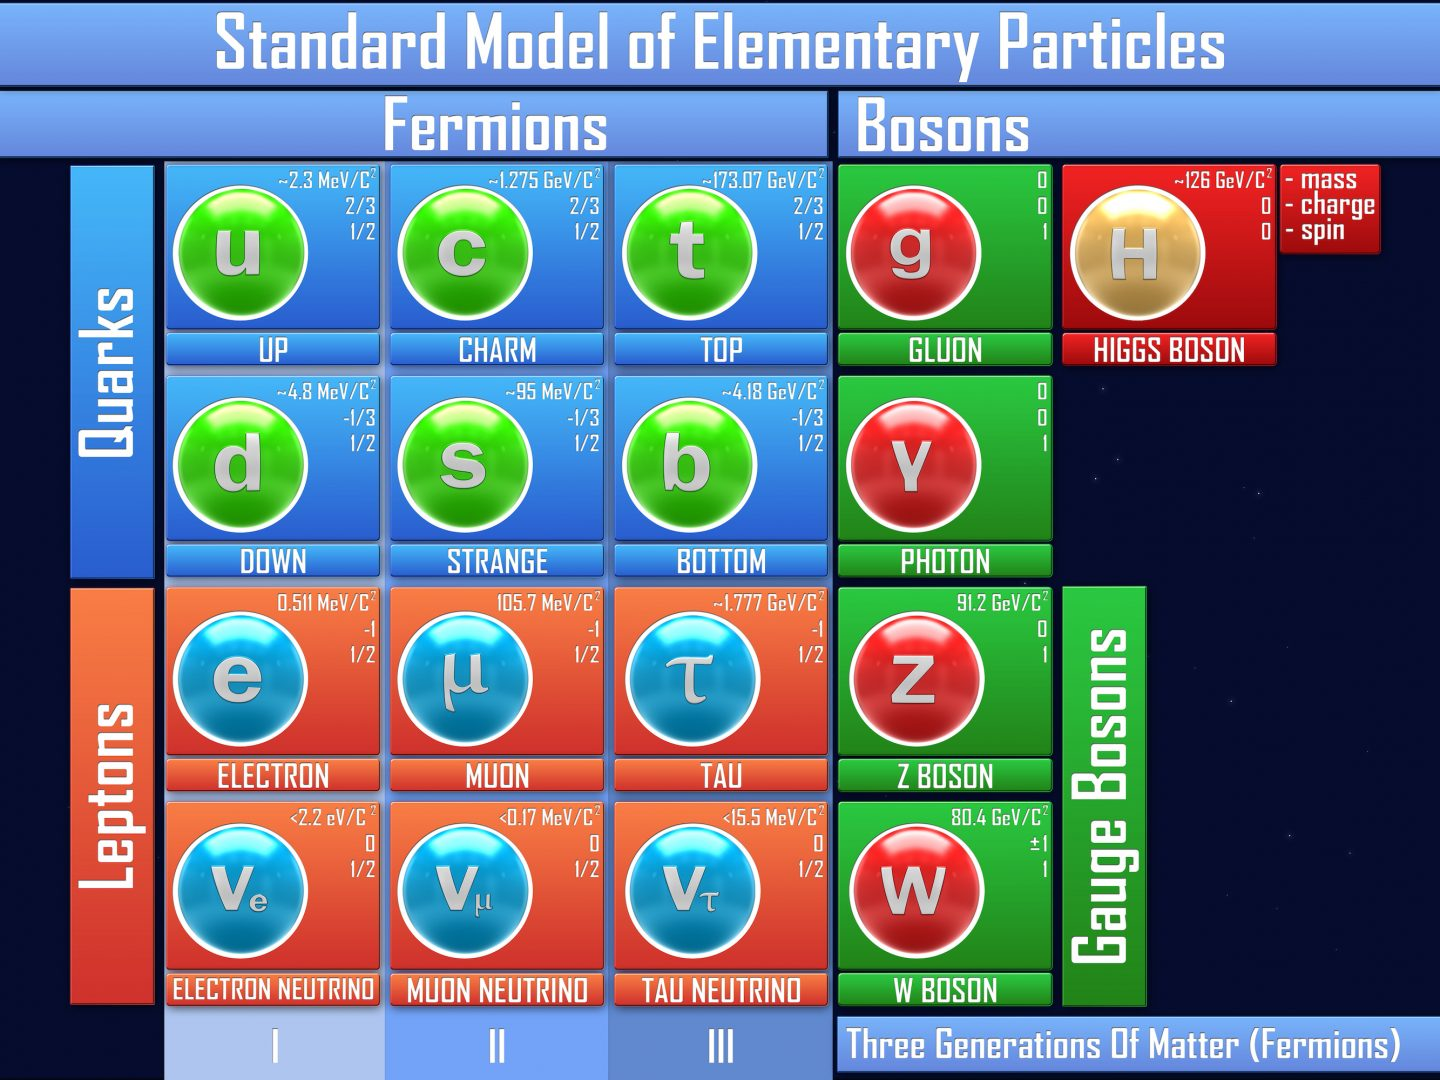 Standard Model of Elementary Particles
Fermions
Bosons
Quarks
~2.3 MeV/C²
2/3
1/2
u
UP
~1.275 GeV/C²
2/3
1/2
c
CHARM
~173.07 GeV/C²
2/3
1/2
t
TOP
0
0
1
g
GLUON
~126 GeV/C²
0
0
H
HIGGS BOSON
- mass
- charge
- spin
~4.8 MeV/C²
-1/3
1/2
d
DOWN
~95 MeV/C²
-1/3
1/2
s
STRANGE
~4.18 GeV/C²
-1/3
1/2
b
BOTTOM
0
0
1
γ
PHOTON
Leptons
0.511 MeV/C²
-1
1/2
e
ELECTRON
105.7 MeV/C²
-1
1/2
μ
MUON
~1.777 GeV/C²
-1
1/2
τ
TAU
91.2 GeV/C²
0
1
Z
Z BOSON
Gauge Bosons
<2.2 eV/C²
0
1/2
νe
ELECTRON NEUTRINO
<0.17 MeV/C²
0
1/2
νμ
MUON NEUTRINO
<15.5 MeV/C²
0
1/2
ντ
TAU NEUTRINO
80.4 GeV/C²
±1
1
W
W BOSON
I
II
III
Three Generations Of Matter (Fermions)